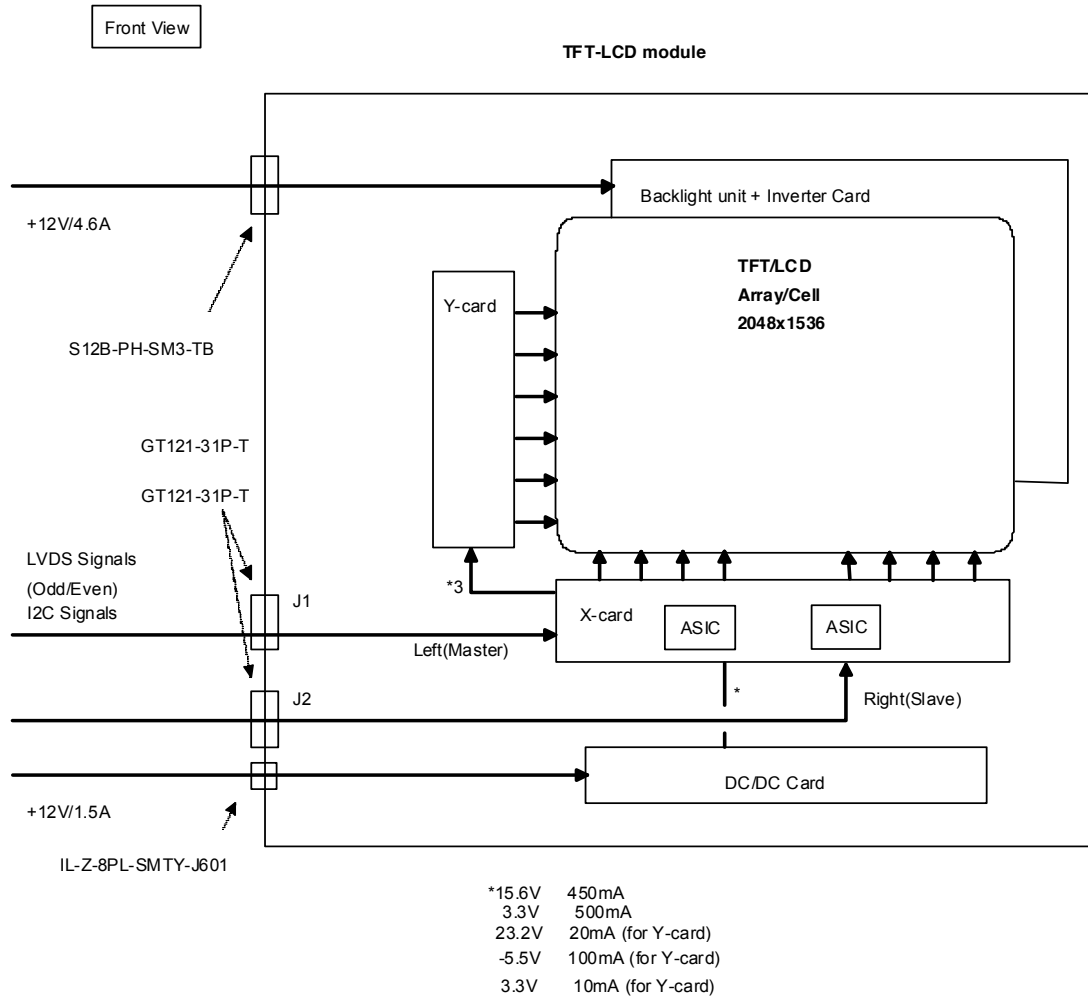 Front View
TFT-LCD module
Backlight unit + Inverter Card
+12V/4.6A
TFT/LCD
Array/Cell
2048x1536
Y-card
S12B-PH-SM3-TB
GT121-31P-T
GT121-31P-T
LVDS Signals
(Odd/Even)
I2C Signals
*3
J1
X-card
ASIC
ASIC
Left(Master)
J2
*
Right(Slave)
DC/DC Card
+12V/1.5A
IL-Z-8PL-SMTY-J601
*15.6V 450mA
3.3V 500mA
23.2V 20mA (for Y-card)
-5.5V 100mA (for Y-card)
3.3V 10mA (for Y-card)